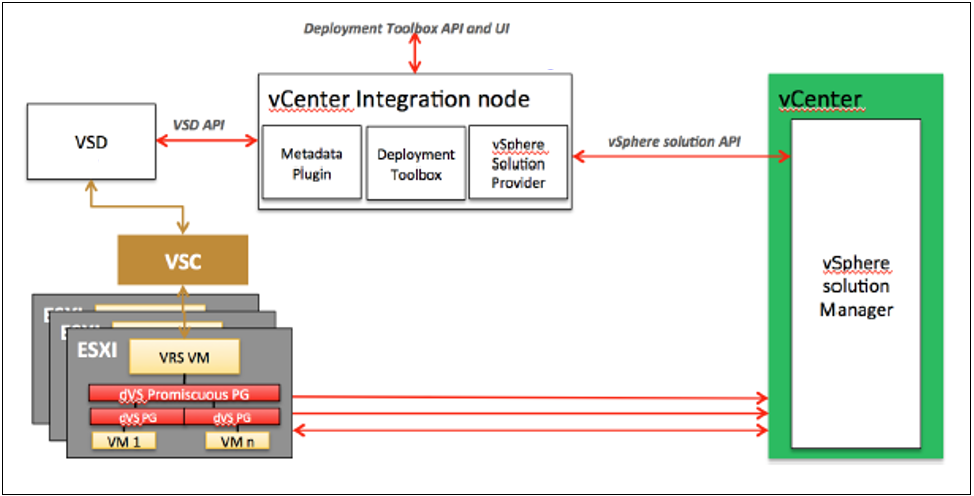 Deployment Toolbox API and UI
vCenter Integration node
vCenter
VSD
VSD API
Metadata
Plugin
Deployment
Toolbox
vSphere
Solution
Provider
vSphere solution API
VSC
vSphere
solution
Manager
ESXI
VRS VM
dVS Promiscuous PG
dVS PG
dVS PG
VM 1
VM n